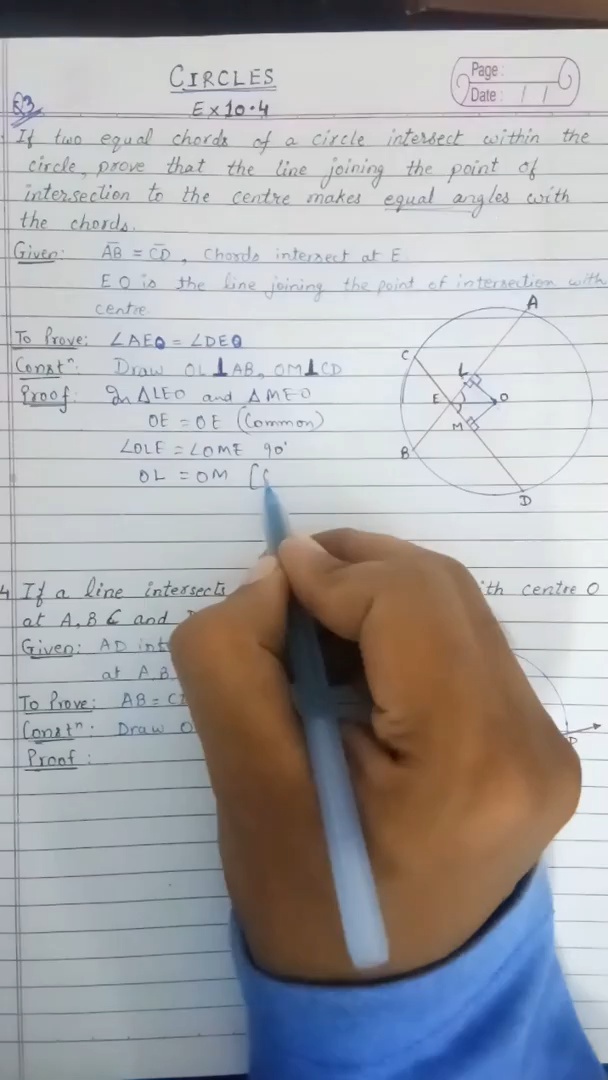 CIRCLES
Page:
Date: / /
Q3
Ex 10.4
If two equal chords of a circle intersect within the
circle, prove that the line joining the point of
intersection to the centre makes equal angles with
the chords.
Given: AB = CD, Chords intersect at E.
EO is the line joining the point of intersection with
centre.
To Prove: ∠AEO = ∠DEO
Constⁿ: Draw OL⊥AB, OM⊥CD
Proof: In △LEO and △MEO
OE = OE (Common)
∠OLE = ∠OME 90°
OL = OM [
A
C
L
E
O
M
B
D
4 If a line intersects ith centre O
at A, B C and
Given: AD int
at A, B
To Prove: AB = C
Constⁿ: Draw O
Proof:
D